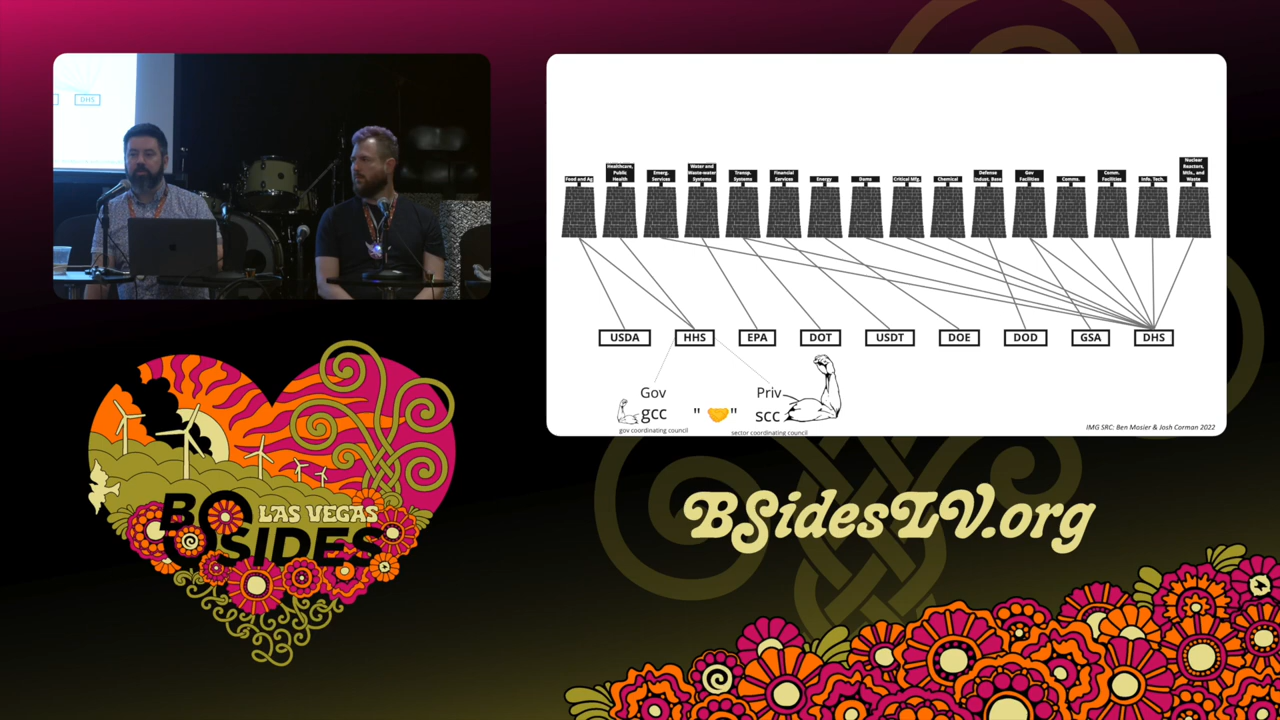 DHS
Food and Ag
Healthcare,
Public
Health
Emerg.
Services
Water and
Waste-water
Systems
Transp.
Systems
Financial
Services
Energy
Dams
Critical Mfg.
Chemical
Defense
Indust. Base
Gov
Facilities
Comms.
Comm.
Facilities
Info. Tech.
Nuclear
Reactors,
Mtls., and
Waste
USDA
HHS
EPA
DOT
USDT
DOE
DOD
GSA
DHS
Gov
gcc
gov coordinating council
" 🤝"
Priv
scc
sector coordinating council
IMG SRC: Ben Mosier & Josh Corman 2022
LAS VEGAS
BSIDES
23
BSidesLV.org